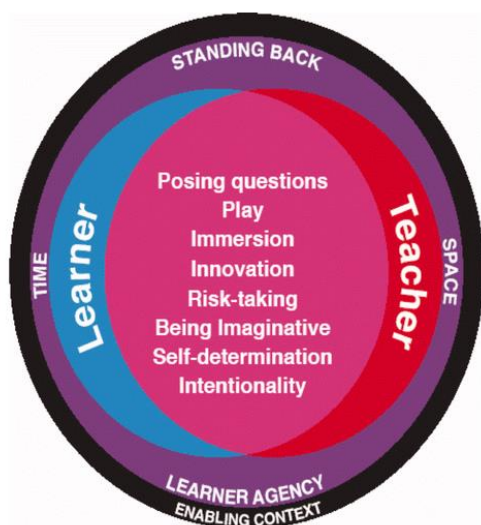 STANDING BACK
Learner
Teacher
TIME
SPACE
Posing questions
Play
Immersion
Innovation
Risk-taking
Being Imaginative
Self-determination
Intentionality
LEARNER AGENCY
ENABLING CONTEXT